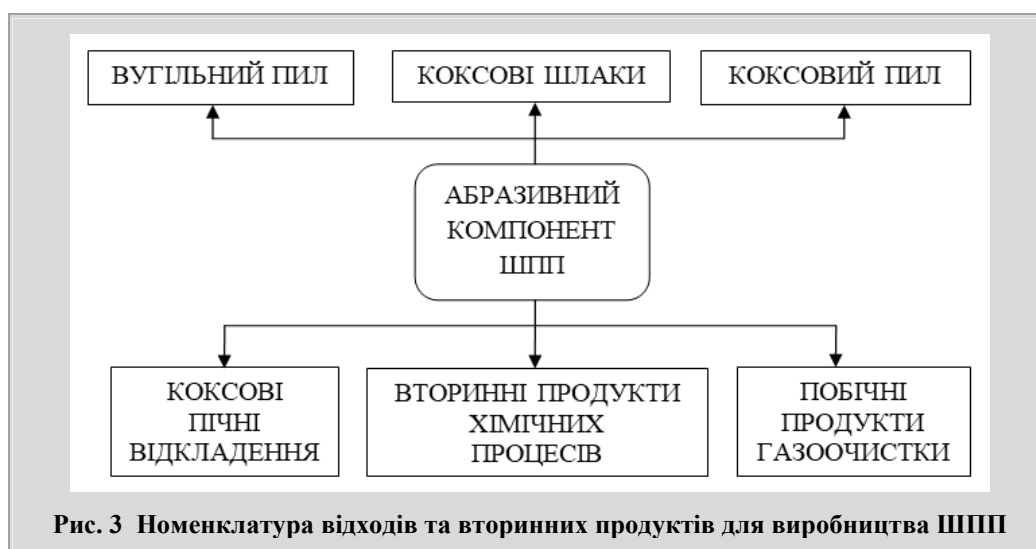 ВУГІЛЬНИЙ ПИЛ
КОКСОВІ ШЛАКИ
КОКСОВИЙ ПИЛ
АБРАЗИВНИЙ
КОМПОНЕНТ
ШПП
КОКСОВІ
ПІЧНІ
ВІДКЛАДЕННЯ
ВТОРИННІ ПРОДУКТИ
ХІМІЧНИХ
ПРОЦЕСІВ
ПОБІЧНІ
ПРОДУКТИ
ГАЗООЧИСТКИ
Рис. 3 Номенклатура відходів та вторинних продуктів для виробництва ШПП